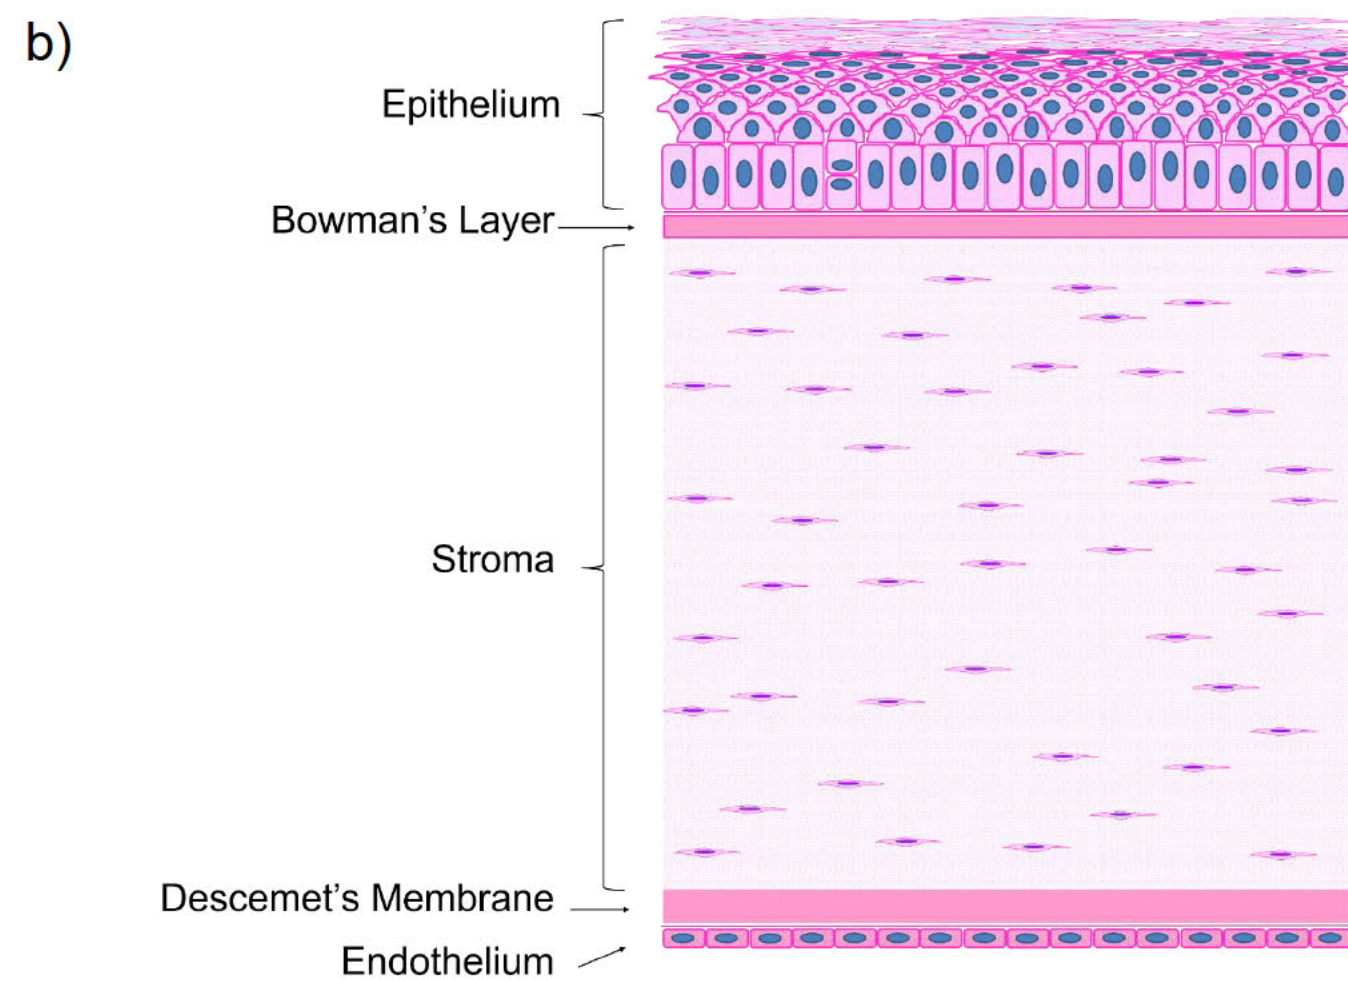 b)
Epithelium
Bowman’s Layer
Stroma
Descemet’s Membrane
Endothelium